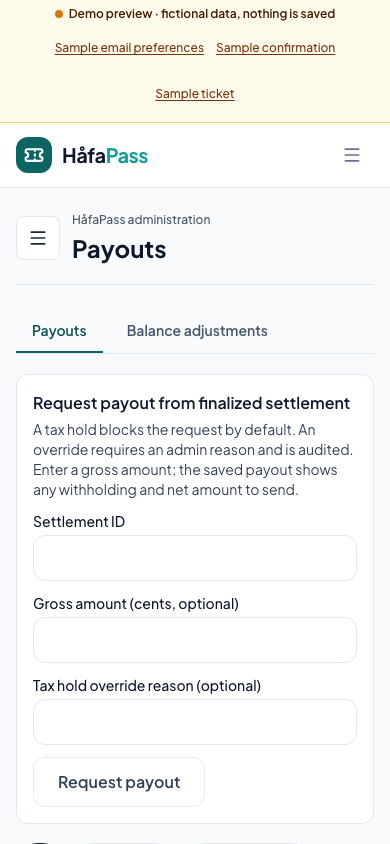 Demo preview · fictional data, nothing is saved
Sample email preferences Sample confirmation
Sample ticket
HåfaPass
HåfaPass administration
Payouts
Payouts Balance adjustments
Request payout from finalized settlement
A tax hold blocks the request by default. An
override requires an admin reason and is audited.
Enter a gross amount; the saved payout shows
any withholding and net amount to send.
Settlement ID
Gross amount (cents, optional)
Tax hold override reason (optional)
Request payout